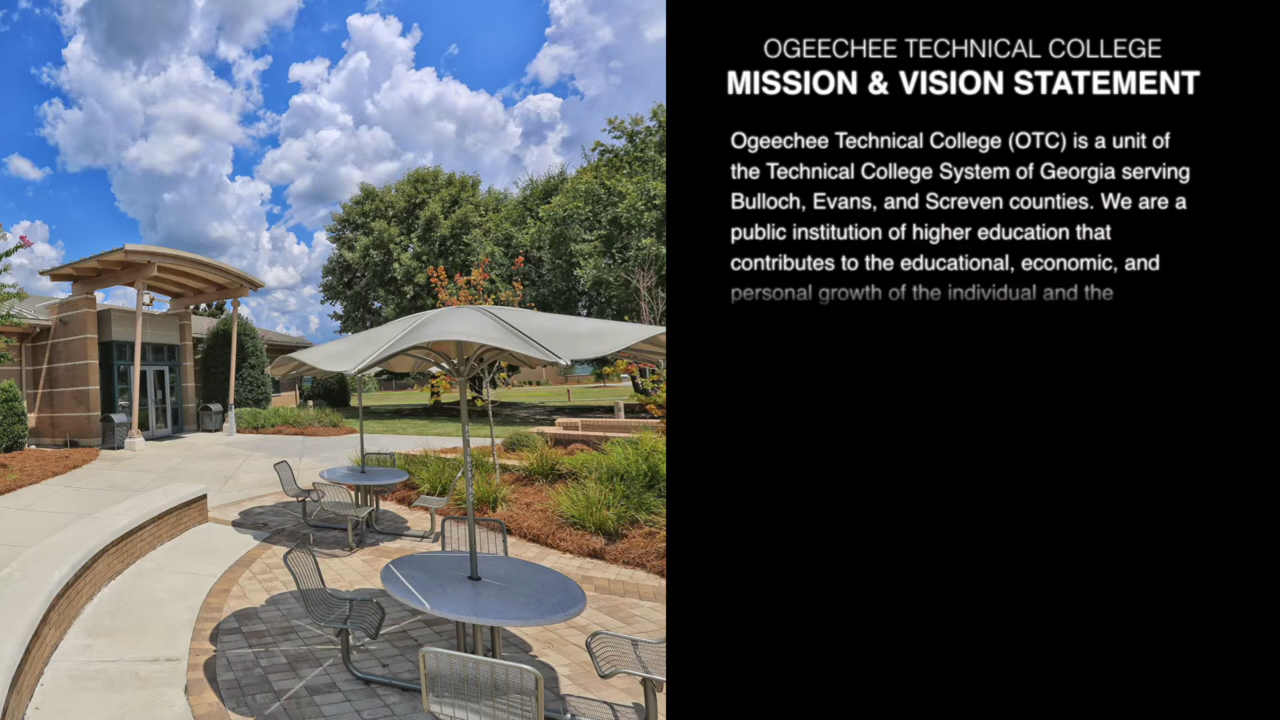 OGEECHEE TECHNICAL COLLEGE
MISSION & VISION STATEMENT
Ogeechee Technical College (OTC) is a unit of
the Technical College System of Georgia serving
Bulloch, Evans, and Screven counties. We are a
public institution of higher education that
contributes to the educational, economic, and
personal growth of the individual and the